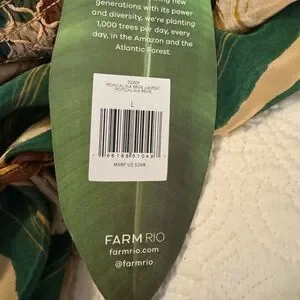 generations with its power
and diversity, we're planting
1,000 trees per day, every
day, in the Amazon and the
Atlantic Forest.
L
MSRP US $298
FARM RIO
farmrio.com
@farmrio